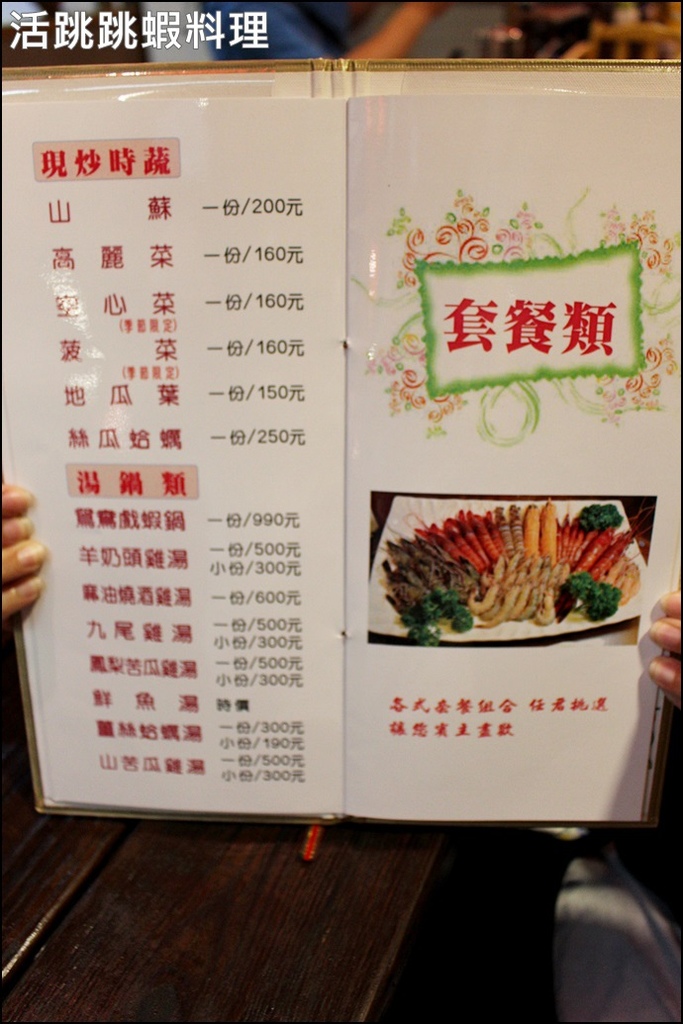 活跳跳蝦料理
現炒時蔬
山蘇 一份/200元
高麗菜 一份/160元
空心菜 一份/160元
(季節限定)
菠菜 一份/160元
(季節限定)
地瓜葉 一份/150元
絲瓜蛤蠣 一份/250元
湯鍋類
鴛鴦戲蝦鍋 一份/990元
羊奶頭雞湯 一份/500元
小份/300元
麻油燒酒雞湯 一份/600元
九尾雞湯 一份/500元
小份/300元
鳳梨苦瓜雞湯 一份/500元
小份/300元
鮮魚湯 時價
薑絲蛤蠣湯 一份/300元
小份/190元
山苦瓜雞湯 一份/500元
小份/300元
套餐類
各式套餐組合 任君挑選
讓您賓主盡歡